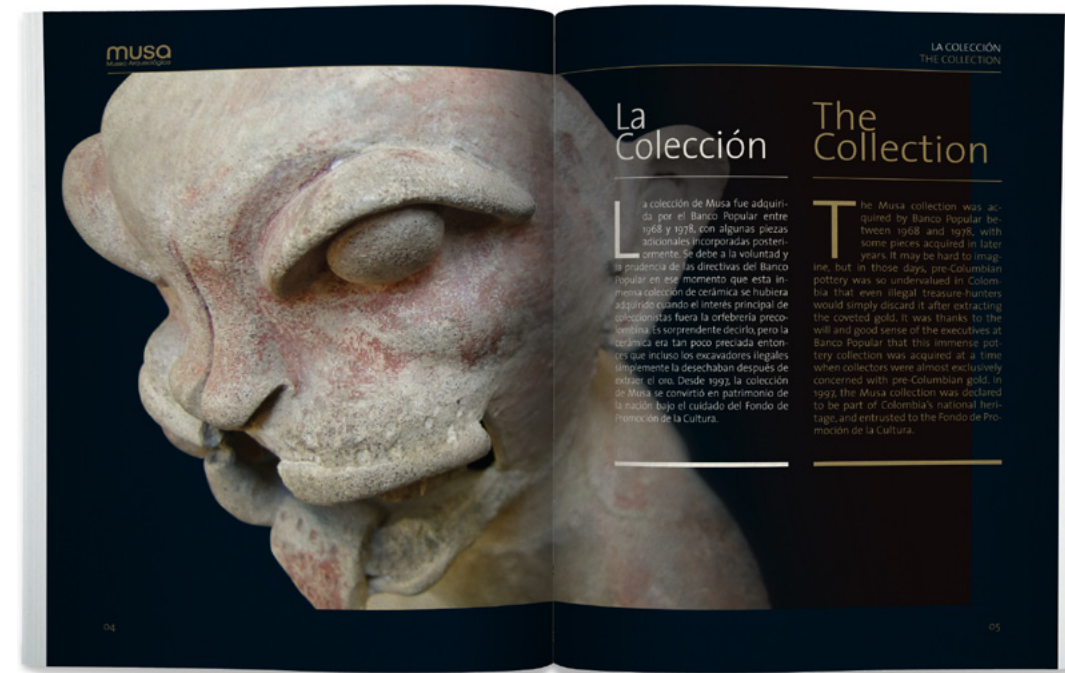 musa
Museo Arqueológico
LA COLECCIÓN
THE COLLECTION
La
Colección
La colección de Musa fue adquiri-
da por el Banco Popular entre
1968 y 1978, con algunas piezas
adicionales incorporadas posteri-
ormente. Se debe a la voluntad y
la prudencia de las directivas del Banco
Popular en ese momento que esta in-
mensa colección de cerámica se hubiera
adquirido cuando el interés principal de
coleccionistas fuera la orfebrería preco-
lombina. Es sorprendente decirlo, pero la
cerámica era tan poco preciada enton-
ces que incluso los excavadores ilegales
simplemente la desechaban después de
extraer el oro. Desde 1997, la colección
de Musa se convirtió en patrimonio de
la nación bajo el cuidado del Fondo de
Promoción de la Cultura.
The
Collection
The Musa collection was ac-
quired by Banco Popular be-
tween 1968 and 1978, with
some pieces acquired in later
years. It may be hard to imag-
ine, but in those days, pre-Columbian
pottery was so undervalued in Colom-
bia that even illegal treasure-hunters
would simply discard it after extracting
the coveted gold. It was thanks to the
will and good sense of the executives at
Banco Popular that this immense pot-
tery collection was acquired at a time
when collectors were almost exclusively
concerned with pre-Columbian gold. In
1997, the Musa collection was declared
to be part of Colombia's national heri-
tage, and entrusted to the Fondo de Pro-
moción de la Cultura.
04
05